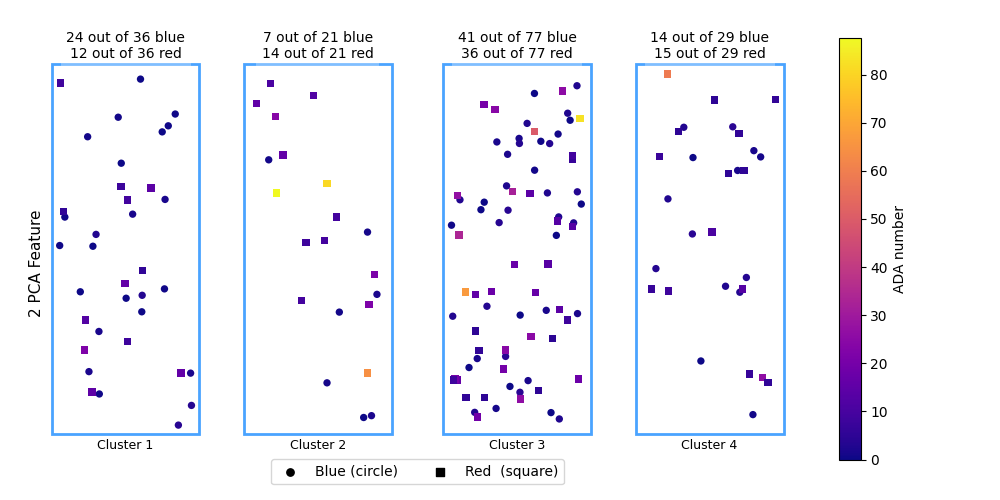 24 out of 36 blue
12 out of 36 red
7 out of 21 blue
14 out of 21 red
41 out of 77 blue
36 out of 77 red
14 out of 29 blue
15 out of 29 red
2 PCA Feature
Cluster 1
Cluster 2
Cluster 3
Cluster 4
80
70
60
50
40
30
20
10
0
ADA number
Blue (circle)
Red (square)